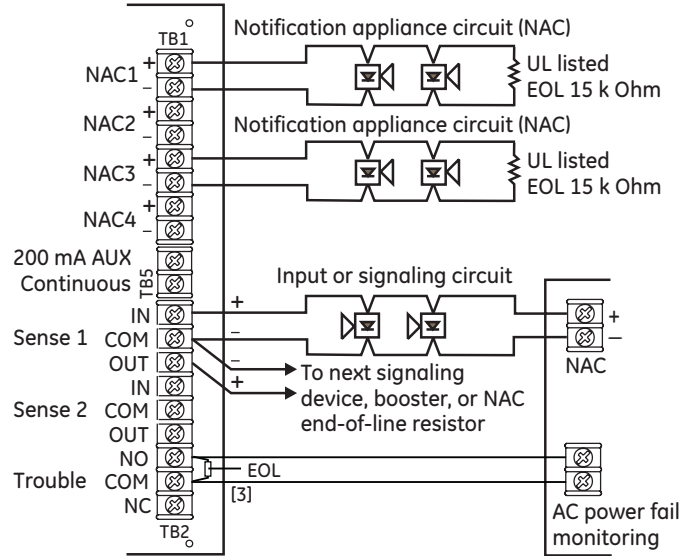 TB1
Notification appliance circuit (NAC)
NAC1 + –
UL listed
EOL 15 k Ohm
NAC2 + –
Notification appliance circuit (NAC)
NAC3 + –
UL listed
EOL 15 k Ohm
NAC4 + –
200 mA AUX
Continuous
TB5
Input or signaling circuit
IN
+
+
Sense 1 COM
–
–
NAC
OUT
–
To next signaling
IN
+
device, booster, or NAC
Sense 2 COM
end-of-line resistor
OUT
NO
EOL
Trouble COM
[3]
NC
AC power fail
monitoring
TB2